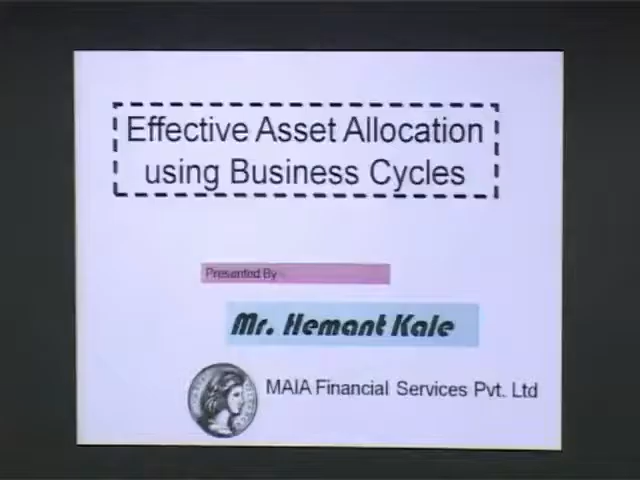 Effective Asset Allocation
using Business Cycles
Presented By -
Mr. Hemant Kale
MAIA Financial Services Pvt. Ltd